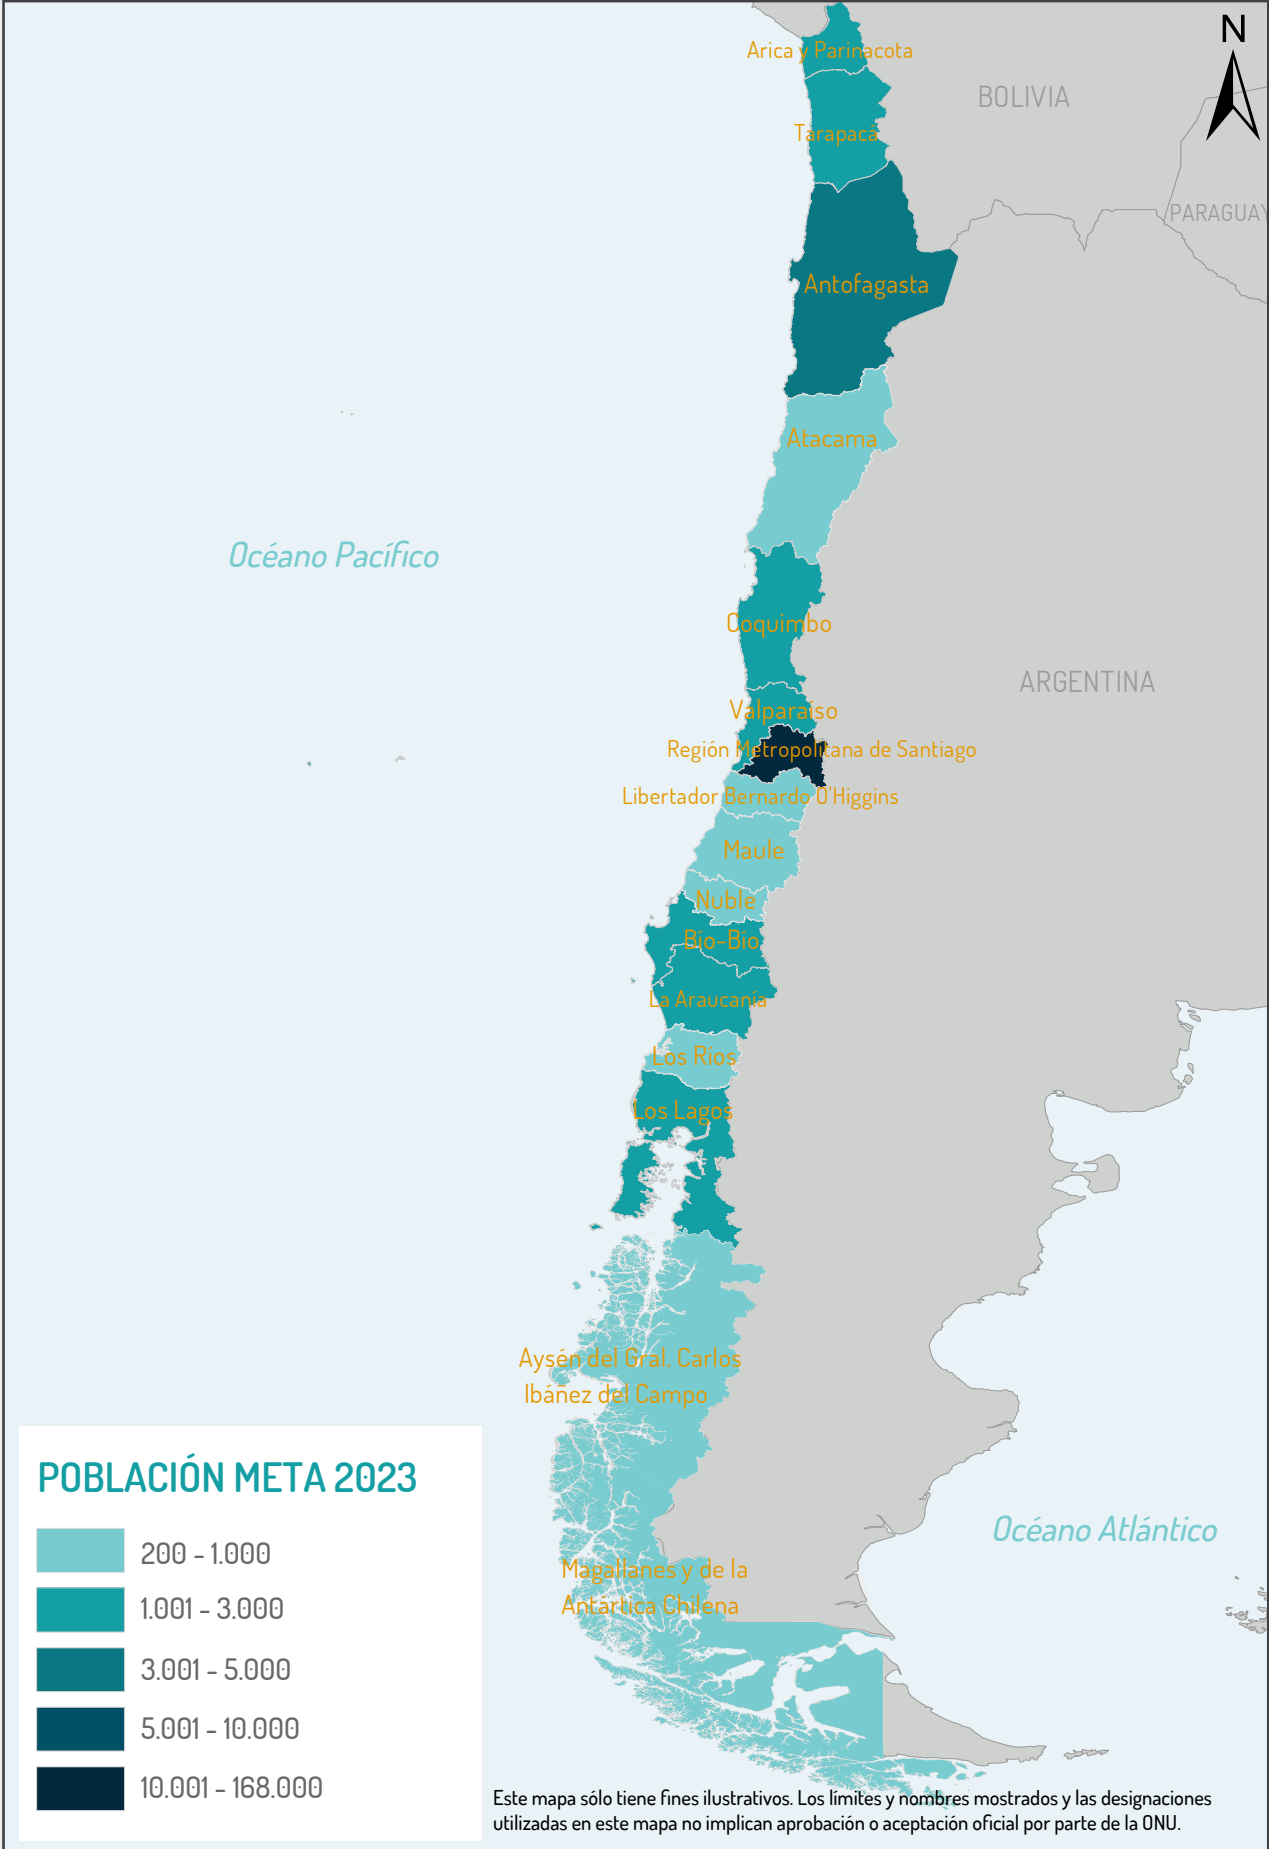 N
Arica y Parinacota
BOLIVIA
Tarapacá
PARAGUAY
Antofagasta
Atacama
Océano Pacífico
Coquimbo
ARGENTINA
Valparaíso
Región Metropolitana de Santiago
Libertador Bernardo O'Higgins
Maule
Nuble
Bío-Bío
La Araucanía
Los Ríos
Los Lagos
Aysén del Gral. Carlos
Ibáñez del Campo
POBLACIÓN META 2023
200 - 1.000
1.001 - 3.000
3.001 - 5.000
5.001 - 10.000
10.001 - 168.000
Océano Atlántico
Magallanes y de la
Antártica Chilena
Este mapa sólo tiene fines ilustrativos. Los límites y nombres mostrados y las designaciones
utilizadas en este mapa no implican aprobación o aceptación oficial por parte de la ONU.